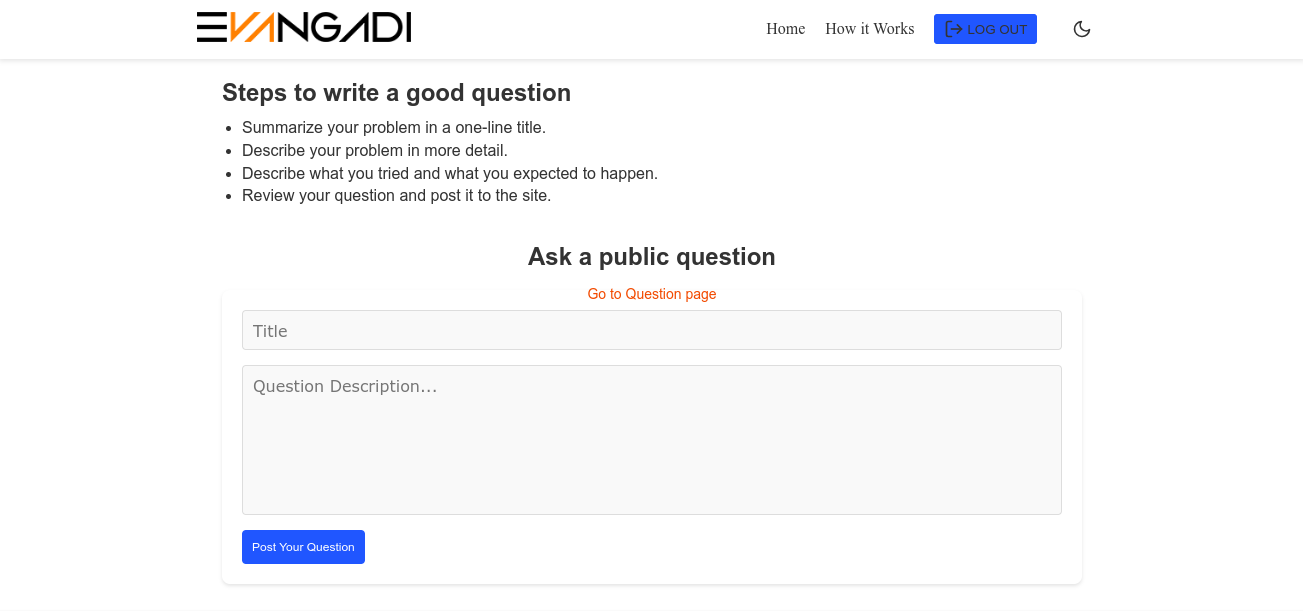 EVANGADI
Home How it Works LOG OUT
Steps to write a good question
• Summarize your problem in a one-line title.
• Describe your problem in more detail.
• Describe what you tried and what you expected to happen.
• Review your question and post it to the site.
Ask a public question
Go to Question page
Title
Question Description...
Post Your Question